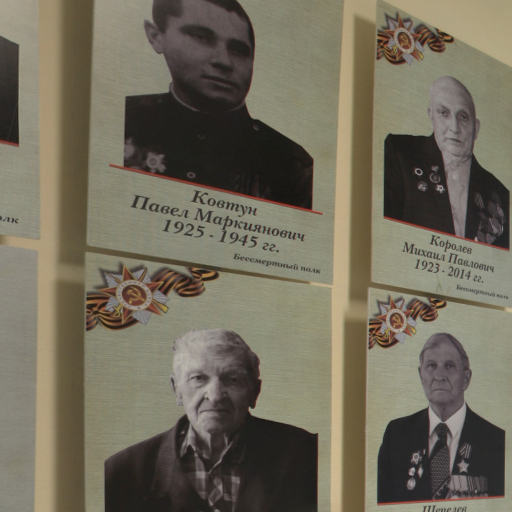 Ковтун
Павел Маркиянович
1925 - 1945 гг.
Бессмертный полк
Королев
Михаил Павлович
1923 - 2014 гг.
Бессмертный полк